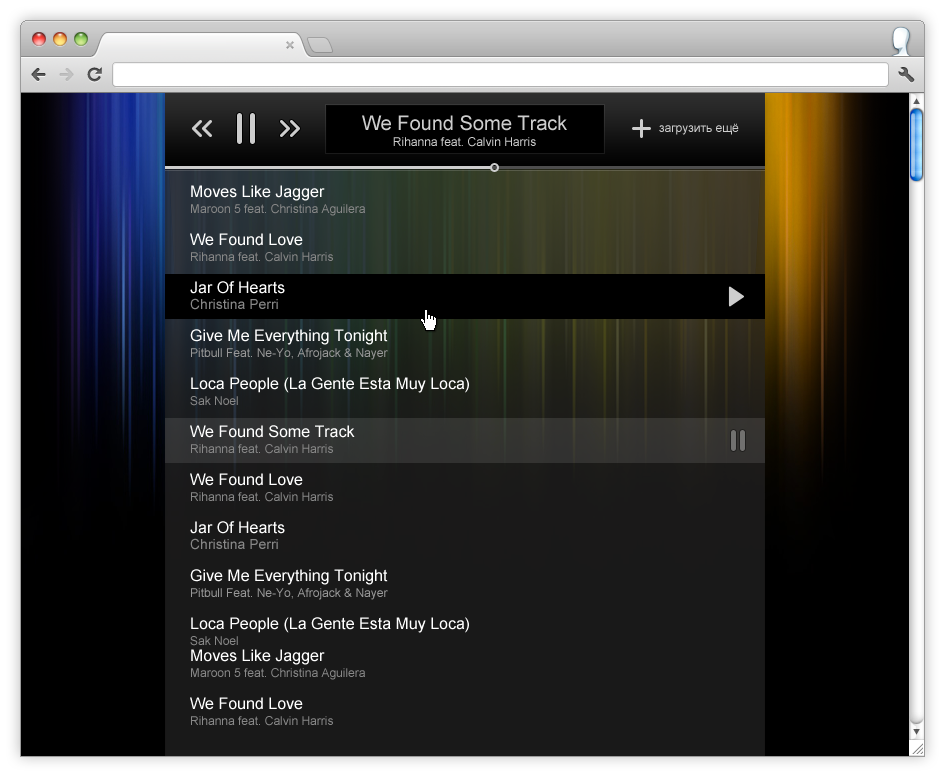 We Found Some Track
Rihanna feat. Calvin Harris
загрузить ещё
Moves Like Jagger
Maroon 5 feat. Christina Aguilera
We Found Love
Rihanna feat. Calvin Harris
Jar Of Hearts
Christina Perri
Give Me Everything Tonight
Pitbull Feat. Ne-Yo, Afrojack & Nayer
Loca People (La Gente Esta Muy Loca)
Sak Noel
We Found Some Track
Rihanna feat. Calvin Harris
We Found Love
Rihanna feat. Calvin Harris
Jar Of Hearts
Christina Perri
Give Me Everything Tonight
Pitbull Feat. Ne-Yo, Afrojack & Nayer
Loca People (La Gente Esta Muy Loca)
Sak Noel
Moves Like Jagger
Maroon 5 feat. Christina Aguilera
We Found Love
Rihanna feat. Calvin Harris